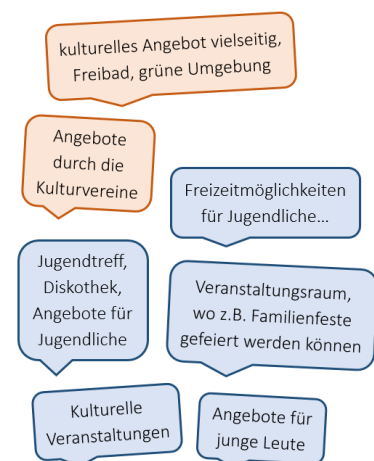 kulturelles Angebot vielseitig,
Freibad, grüne Umgebung
Angebote
durch die
Kulturvereine
Freizeitmöglichkeiten
für Jugendliche…
Jugendtreff,
Diskothek,
Angebote für
Jugendliche
Veranstaltungsraum,
wo z.B. Familienfeste
gefeiert werden können
Kulturelle
Veranstaltungen
Angebote für
junge Leute